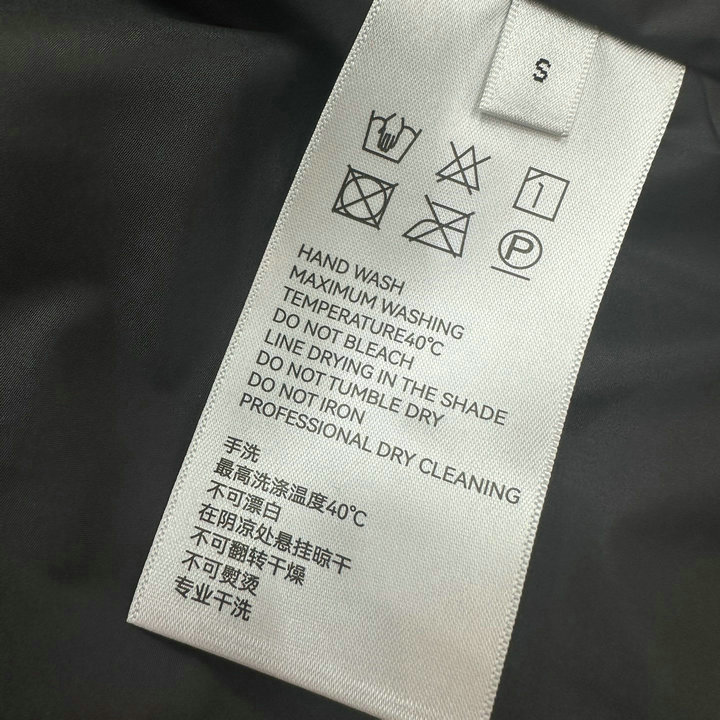 S
P
HAND WASH
MAXIMUM WASHING
TEMPERATURE40℃
DO NOT BLEACH
LINE DRYING IN THE SHADE
DO NOT TUMBLE DRY
DO NOT IRON
PROFESSIONAL DRY CLEANING
手洗
最高洗涤温度40℃
不可漂白
在阴凉处悬挂晾干
不可翻转干燥
不可熨烫
专业干洗